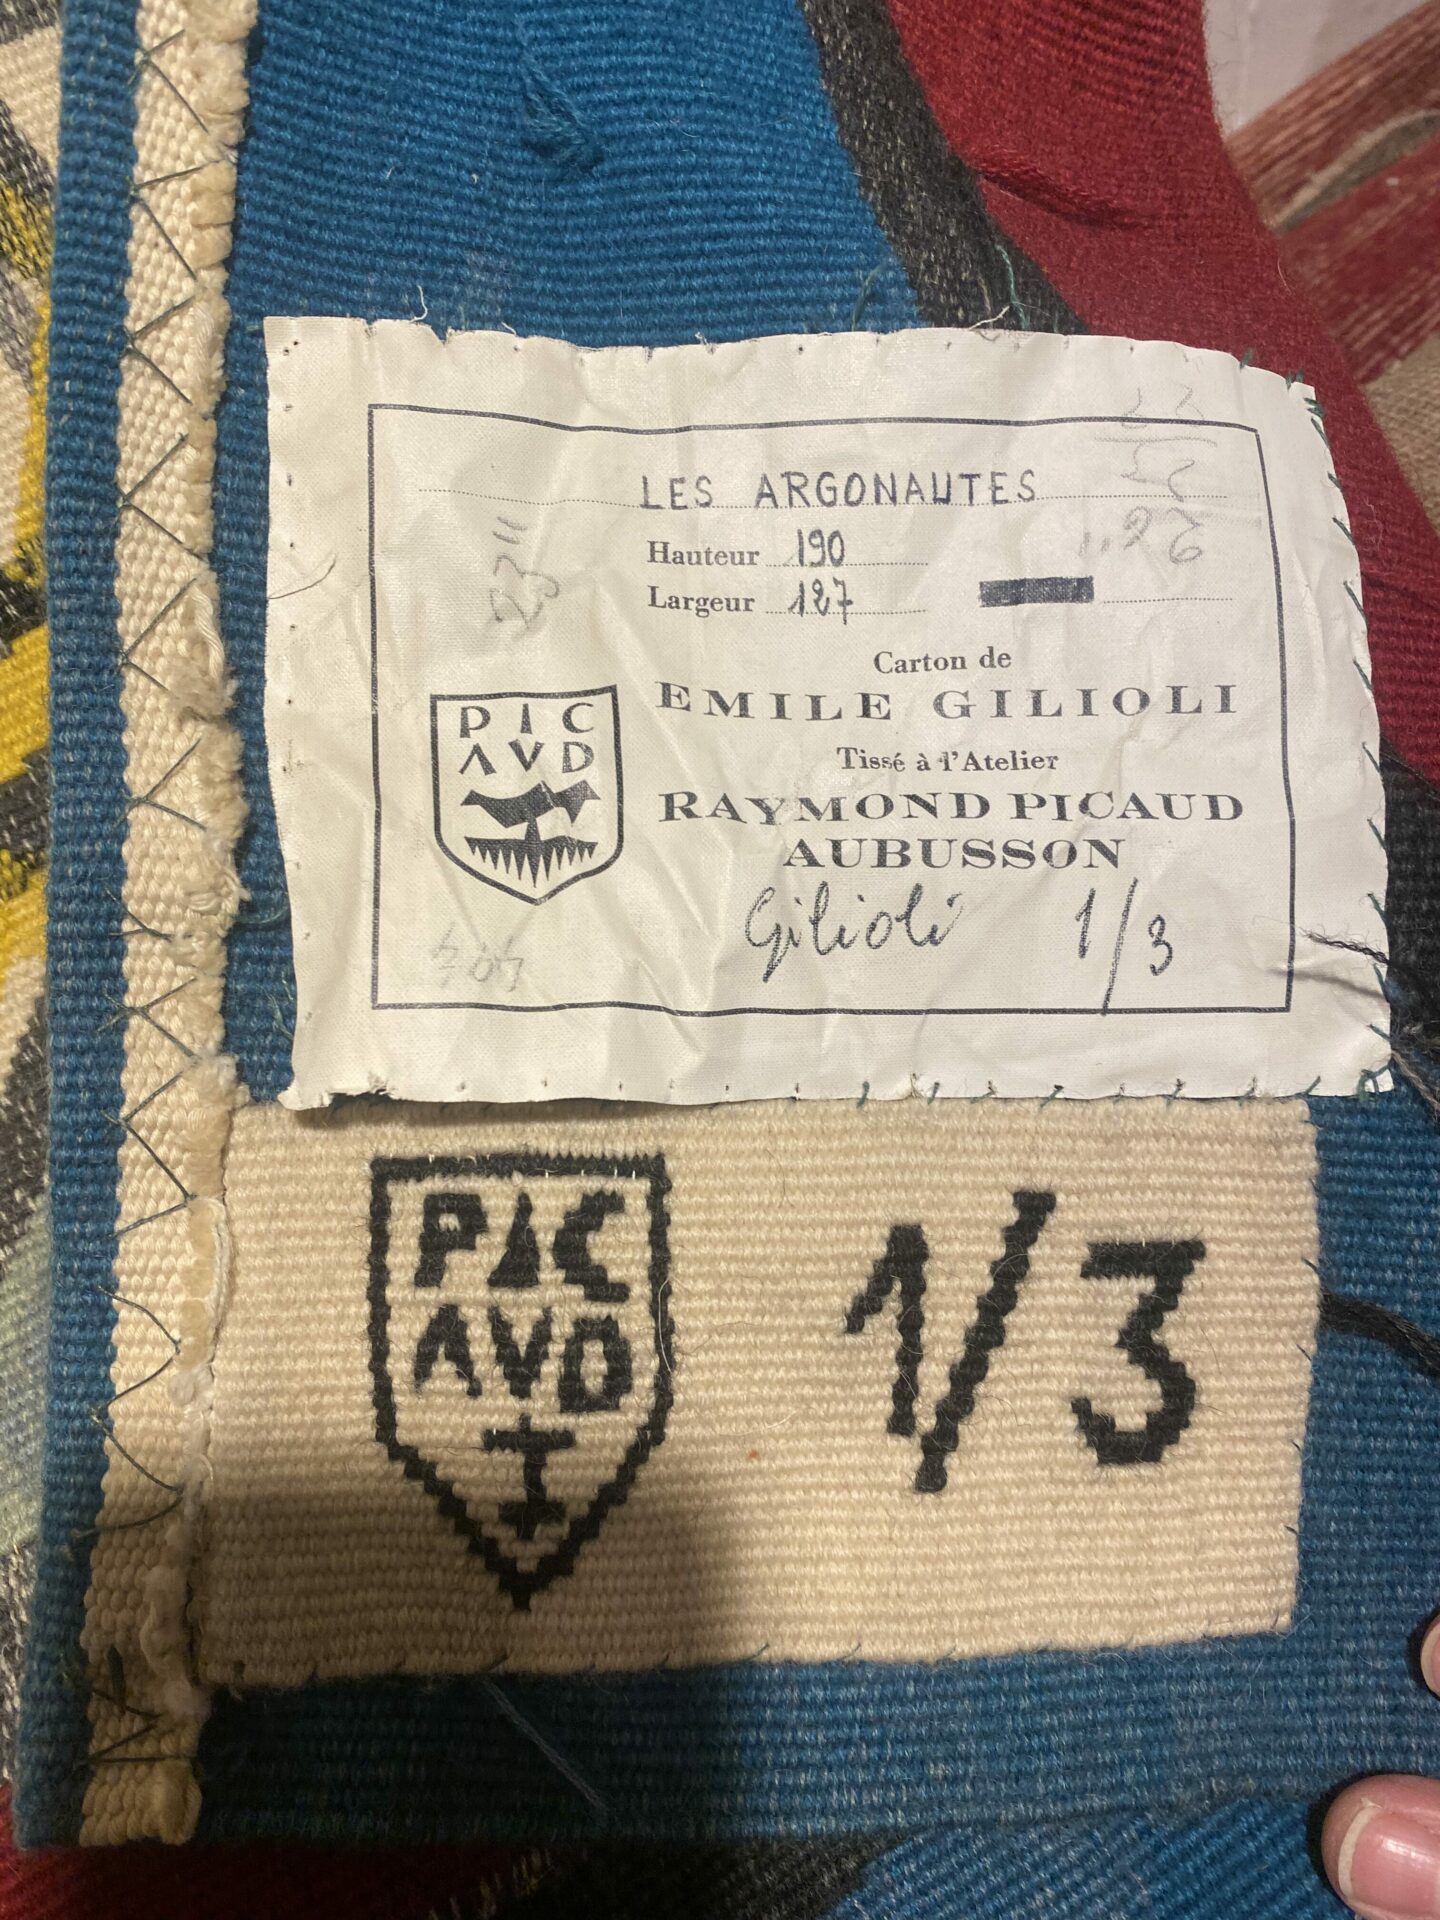 LES ARGONAUTES
Hauteur 190
Largeur 127
Carton de
EMILE GILIOLI
Tissé à l'Atelier
RAYMOND PICAUD
AUBUSSON
Gilioli 1/3
PIC
AVD
PIC
AVD
1/3